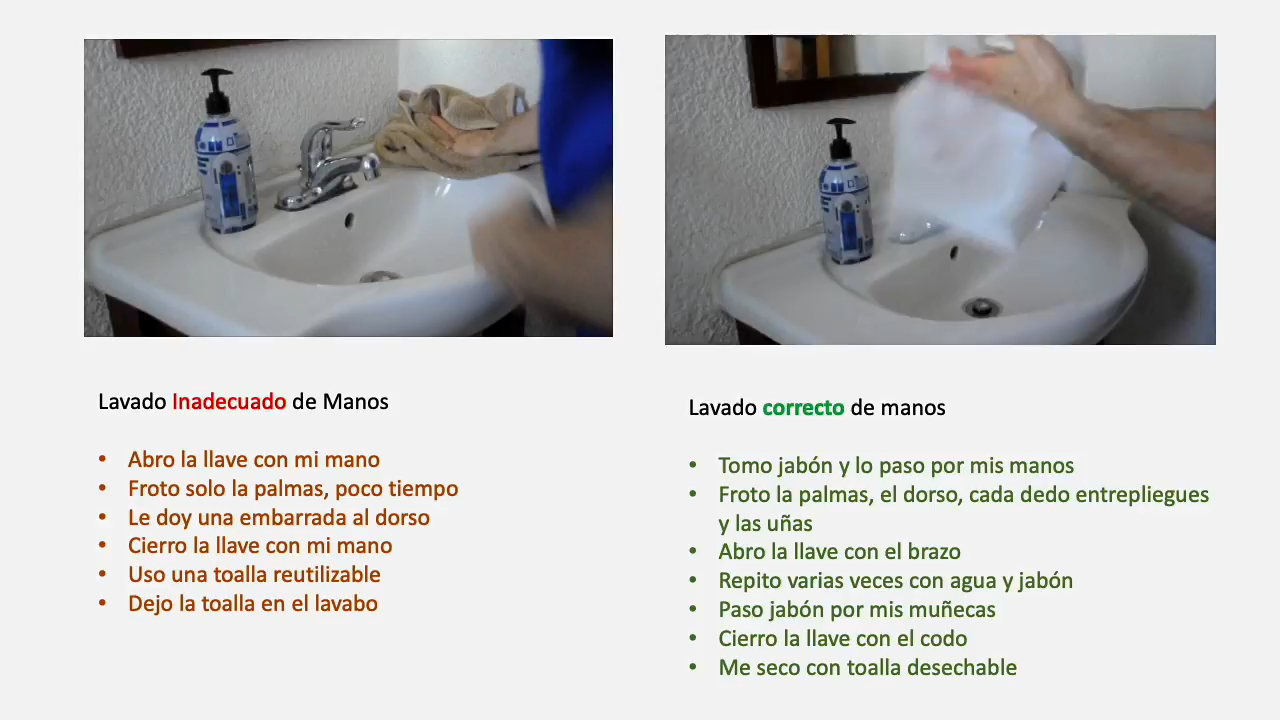 Lavado Inadecuado de Manos
• Abro la llave con mi mano
• Froto solo la palmas, poco tiempo
• Le doy una embarrada al dorso
• Cierro la llave con mi mano
• Uso una toalla reutilizable
• Dejo la toalla en el lavabo
Lavado correcto de manos
• Tomo jabón y lo paso por mis manos
• Froto la palmas, el dorso, cada dedo entrepliegues
y las uñas
• Abro la llave con el brazo
• Repito varias veces con agua y jabón
• Paso jabón por mis muñecas
• Cierro la llave con el codo
• Me seco con toalla desechable